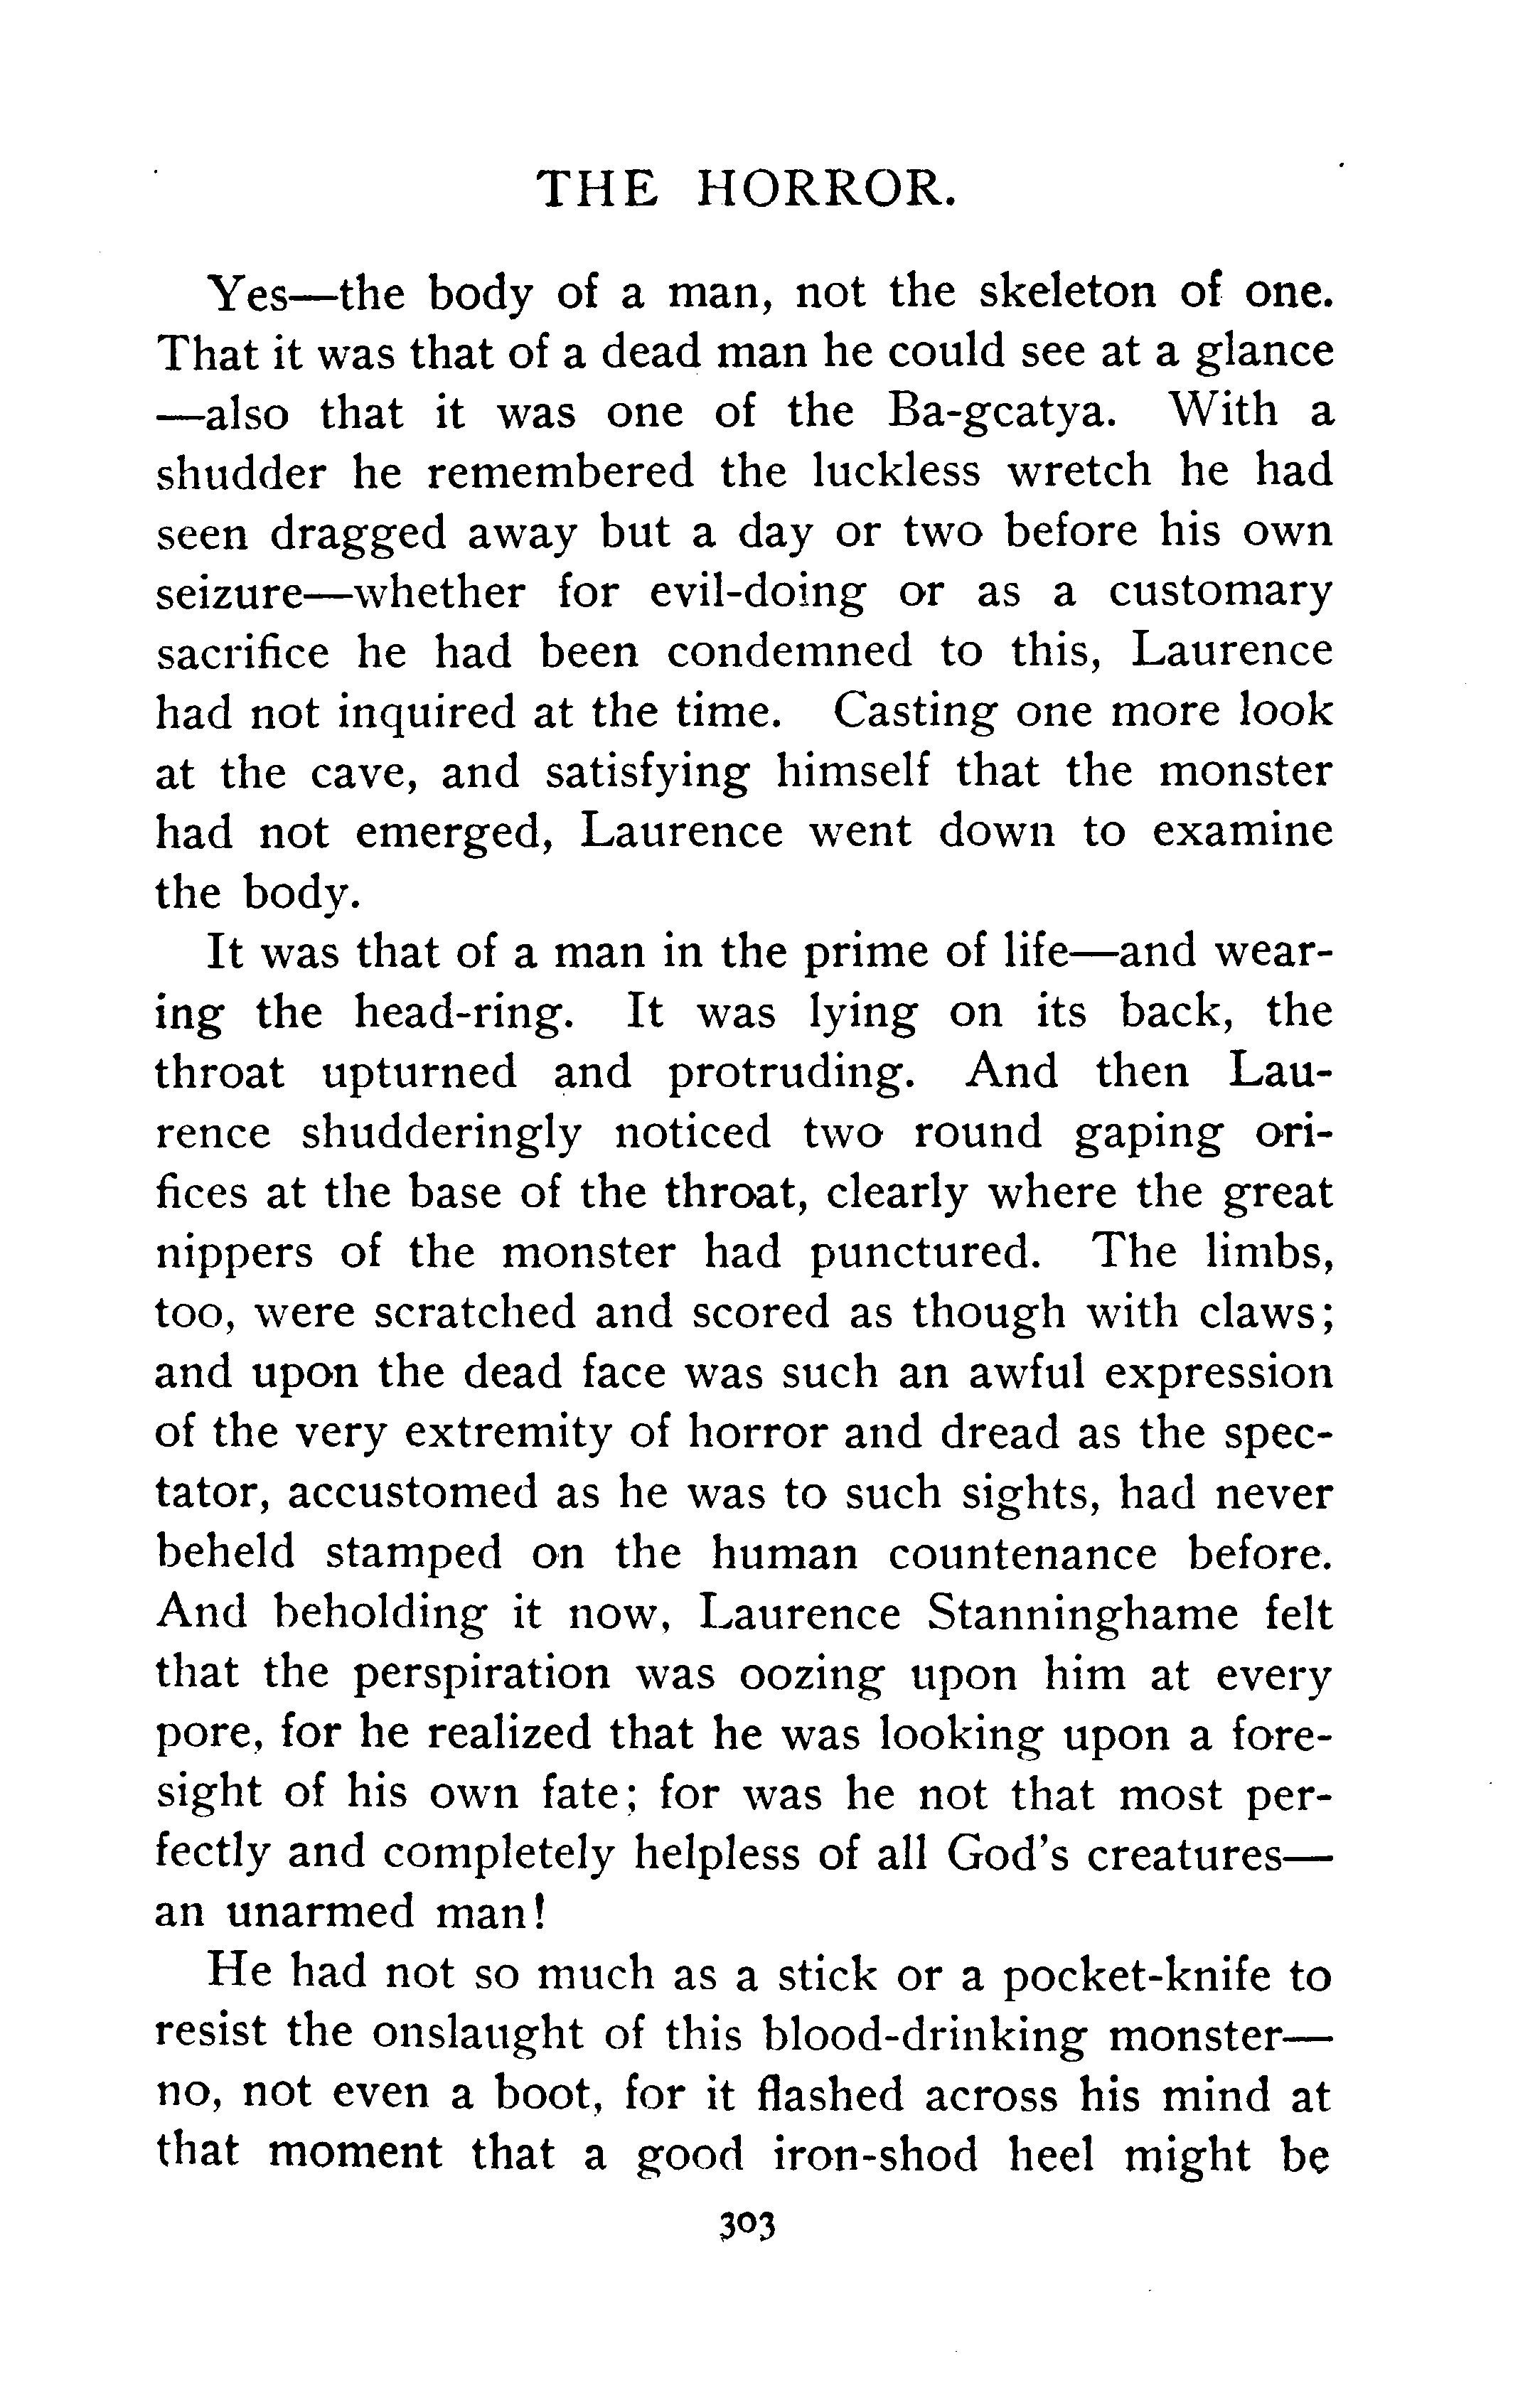 THE HORROR.
Yes—the body of a man, not the skeleton of one.
That it was that of a dead man he could see at a glance
—also that it was one of the Ba-gcatya. With a
shudder he remembered the luckless wretch he had
seen dragged away but a day or two before his own
seizure—whether for evil-doing or as a customary
sacrifice he had been condemned to this, Laurence
had not inquired at the time. Casting one more look
at the cave, and satisfying himself that the monster
had not emerged, Laurence went down to examine
the body.
It was that of a man in the prime of life—and wear-
ing the head-ring. It was lying on its back, the
throat upturned and protruding. And then Lau-
rence shudderingly noticed two round gaping ori-
fices at the base of the throat, clearly where the great
nippers of the monster had punctured. The limbs,
too, were scratched and scored as though with claws;
and upon the dead face was such an awful expression
of the very extremity of horror and dread as the spec-
tator, accustomed as he was to such sights, had never
beheld stamped on the human countenance before.
And beholding it now, Laurence Stanninghame felt
that the perspiration was oozing upon him at every
pore, for he realized that he was looking upon a fore-
sight of his own fate; for was he not that most per-
fectly and completely helpless of all God's creatures—
an unarmed man!
He had not so much as a stick or a pocket-knife to
resist the onslaught of this blood-drinking monster—
no, not even a boot, for it flashed across his mind at
that moment that a good iron-shod heel might be
303